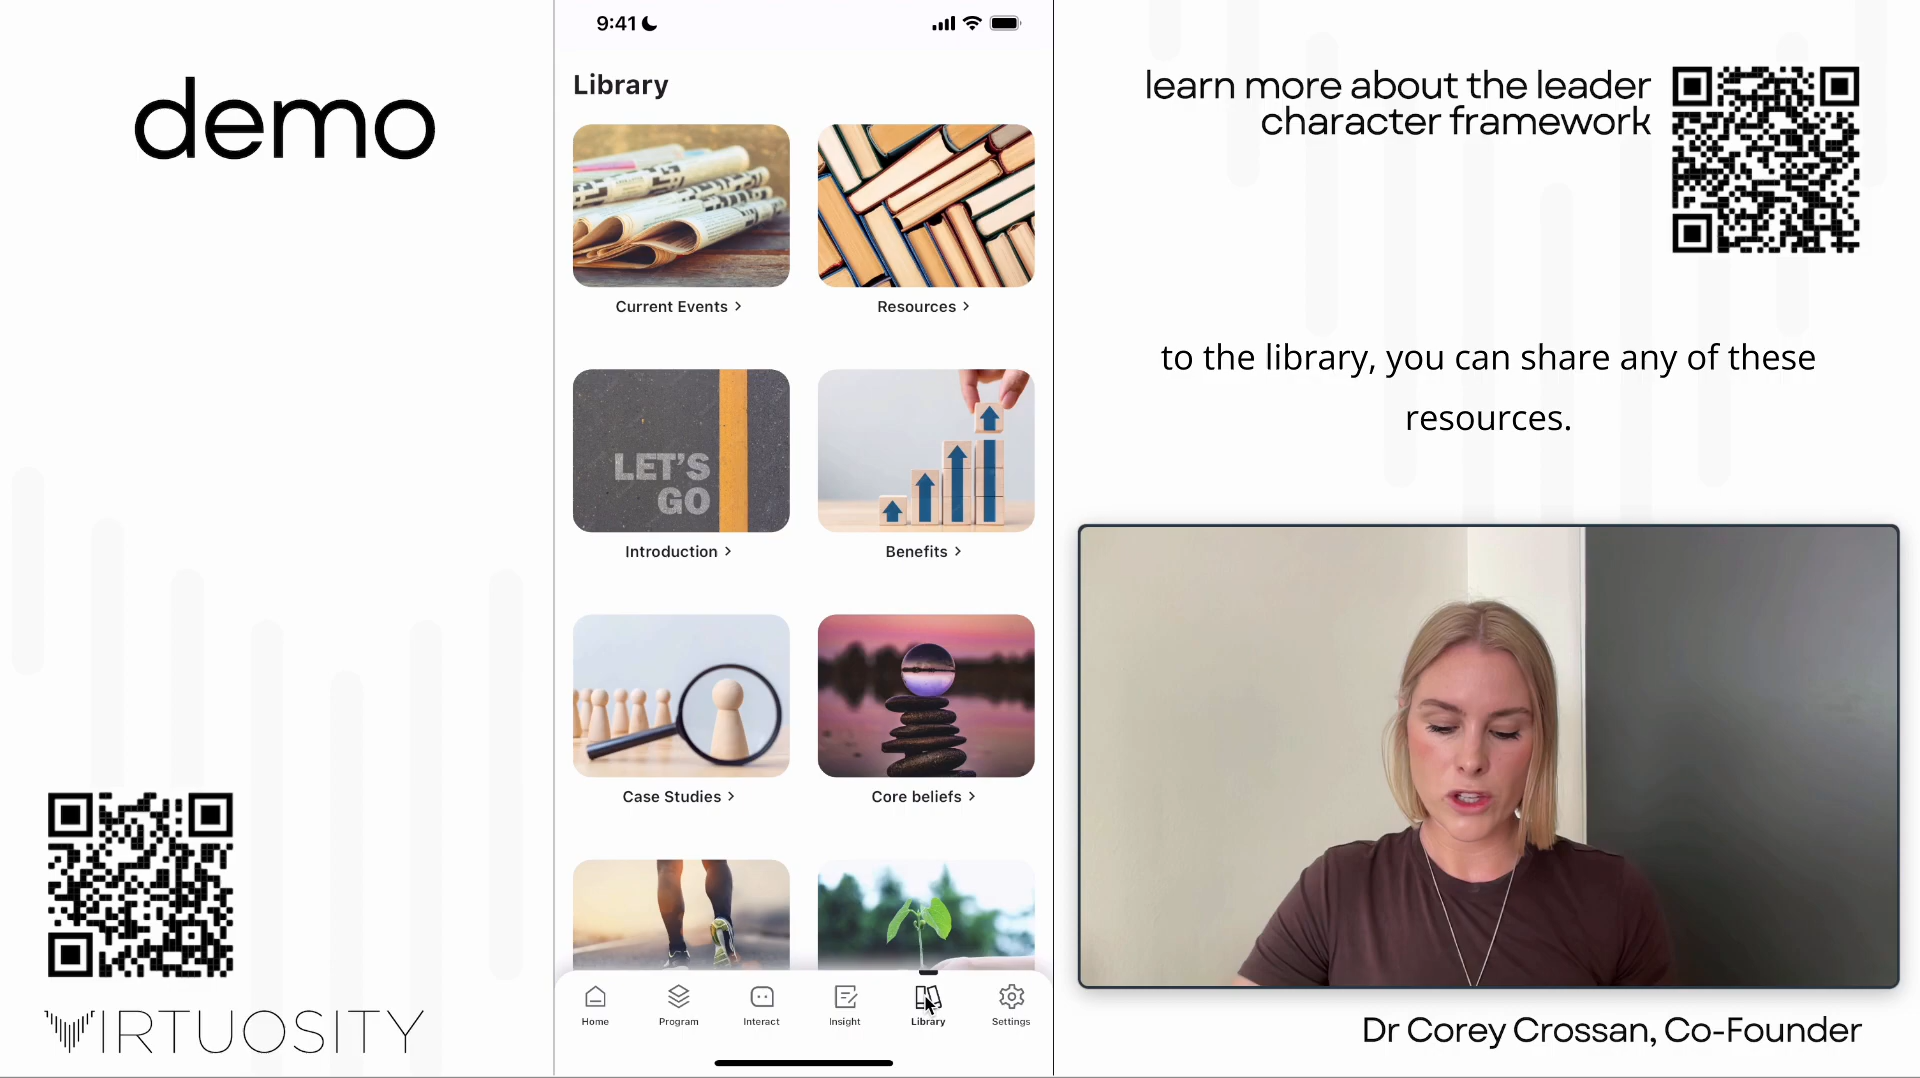 demo
VIRTUOSITY
9:41
Library
Current Events >
Resources >
LET'S
GO
Introduction >
Benefits >
Case Studies >
Core beliefs >
Home
Program
Interact
Insight
Library
Settings
learn more about the leader
character framework
to the library, you can share any of these
resources.
Dr Corey Crossan, Co-Founder